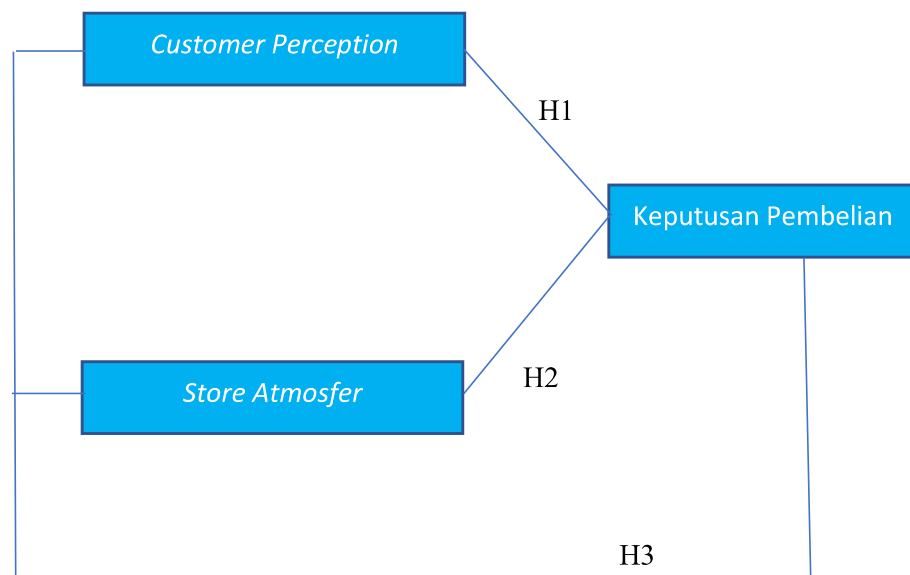 Customer Perception
H1
Keputusan Pembelian
H2
Store Atmosfer
H3